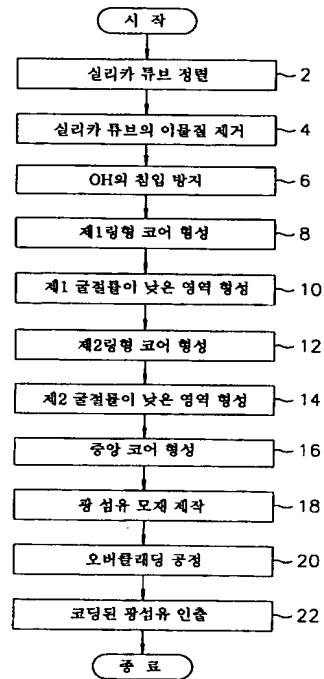 시 작
실리카 튜브 정렬 2
실리카 튜브의 이물질 제거 4
OH의 침입 방지 6
제1링형 코어 형성 8
제1 굴절률이 낮은 영역 형성 10
제2링형 코어 형성 12
제2 굴절률이 낮은 영역 형성 14
중앙 코어 형성 16
광 섬유 모재 제작 18
오버클래딩 공정 20
코딩된 광섬유 인출 22
종 료